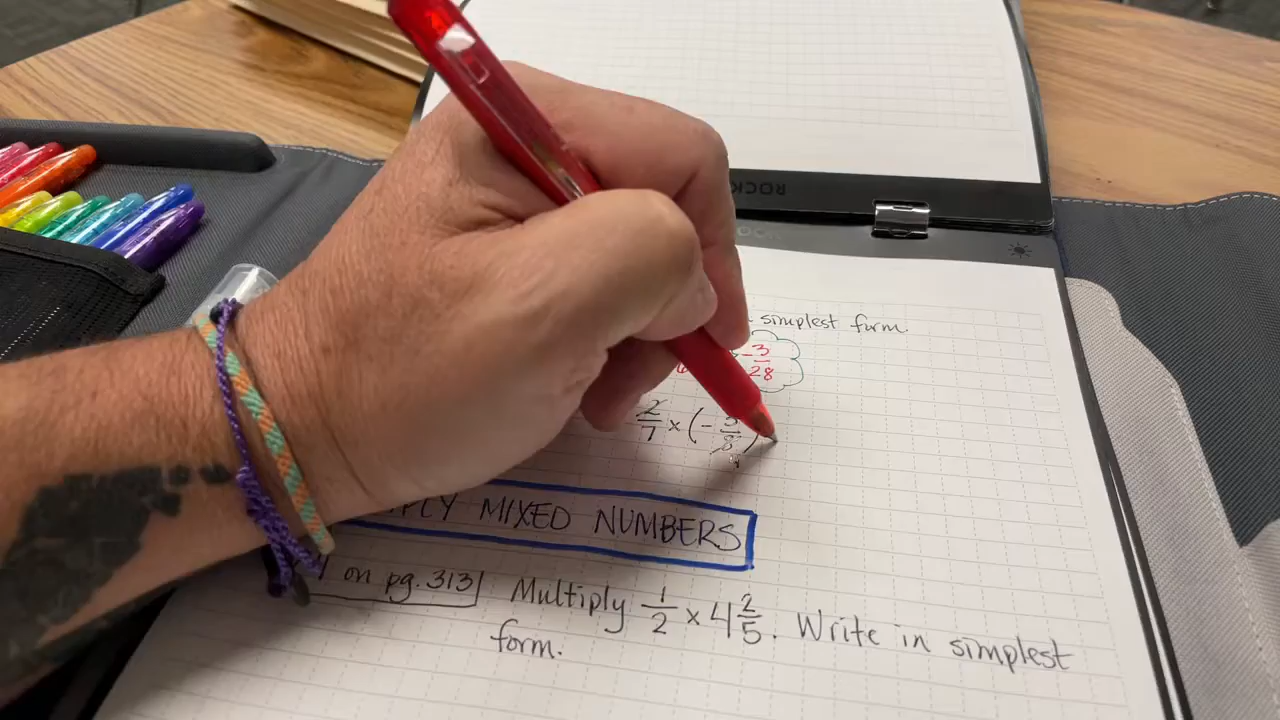 simplest form.
-3
28
2/7 × (- 3/8)
4
MIXED NUMBERS
on pg. 313 Multiply 1/2 × 4 2/5. Write in simplest
form.